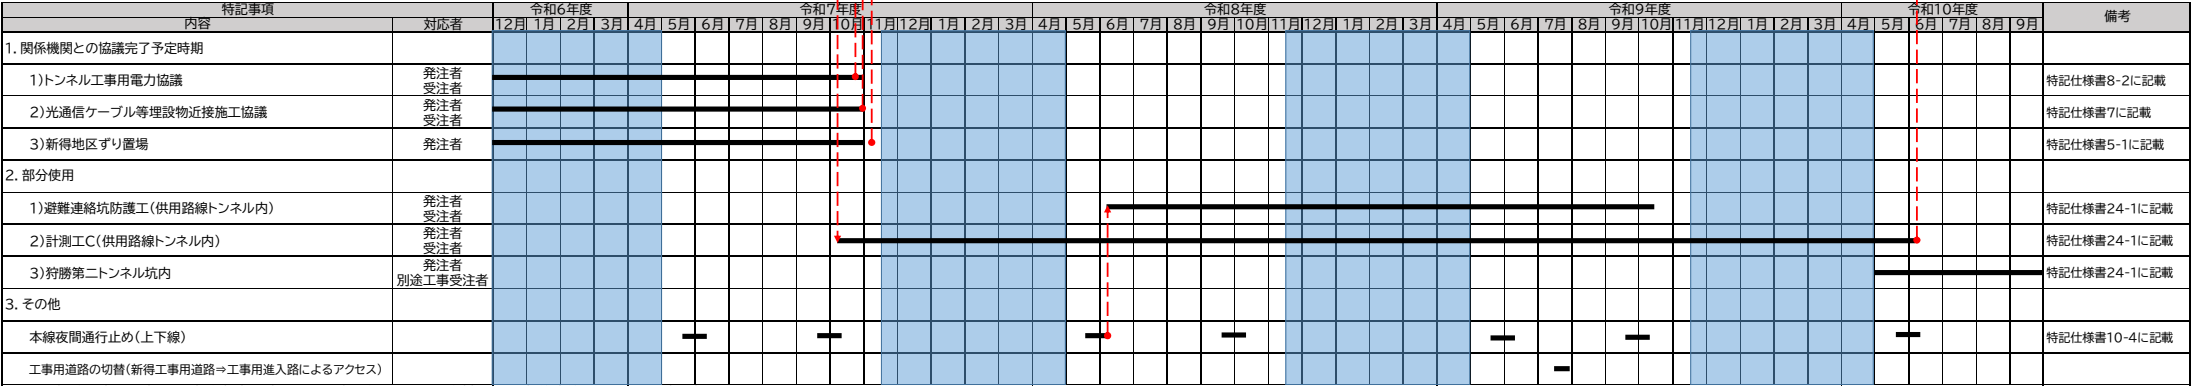 特記事項 令和6年度 令和7年度 令和8年度 令和9年度 令和10年度 備考
内容 対応者 12月 1月 2月 3月 4月 5月 6月 7月 8月 9月 10月 11月 12月 1月 2月 3月 4月 5月 6月 7月 8月 9月 10月 11月 12月 1月 2月 3月 4月 5月 6月 7月 8月 9月 10月 11月 12月 1月 2月 3月 4月 5月 6月 7月 8月 9月
1. 関係機関との協議完了予定時期
1)トンネル工事用電力協議 発注者 受注者 特記仕様書8-2に記載
2)光通信ケーブル等埋設物近接施工協議 発注者 受注者 特記仕様書7に記載
3)新得地区ずり置場 発注者 特記仕様書5-1に記載
2. 部分使用
1)避難連絡坑防護工(供用路線トンネル内) 発注者 受注者 特記仕様書24-1に記載
2)計測工C(供用路線トンネル内) 発注者 受注者 特記仕様書24-1に記載
3)狩勝第二トンネル坑内 発注者 別途工事受注者 特記仕様書24-1に記載
3. その他
本線夜間通行止め(上下線) 特記仕様書10-4に記載
工事用道路の切替(新得工事用道路⇒工事用進入路によるアクセス)